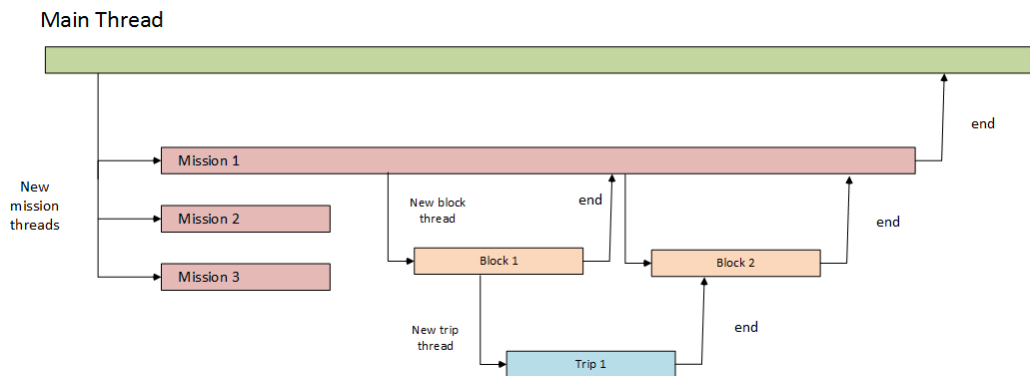 Main Thread
end
Mission 1
New
mission
threads
Mission 2
Mission 3
New block
thread
end
end
Block 1
Block 2
New trip
thread
end
Trip 1